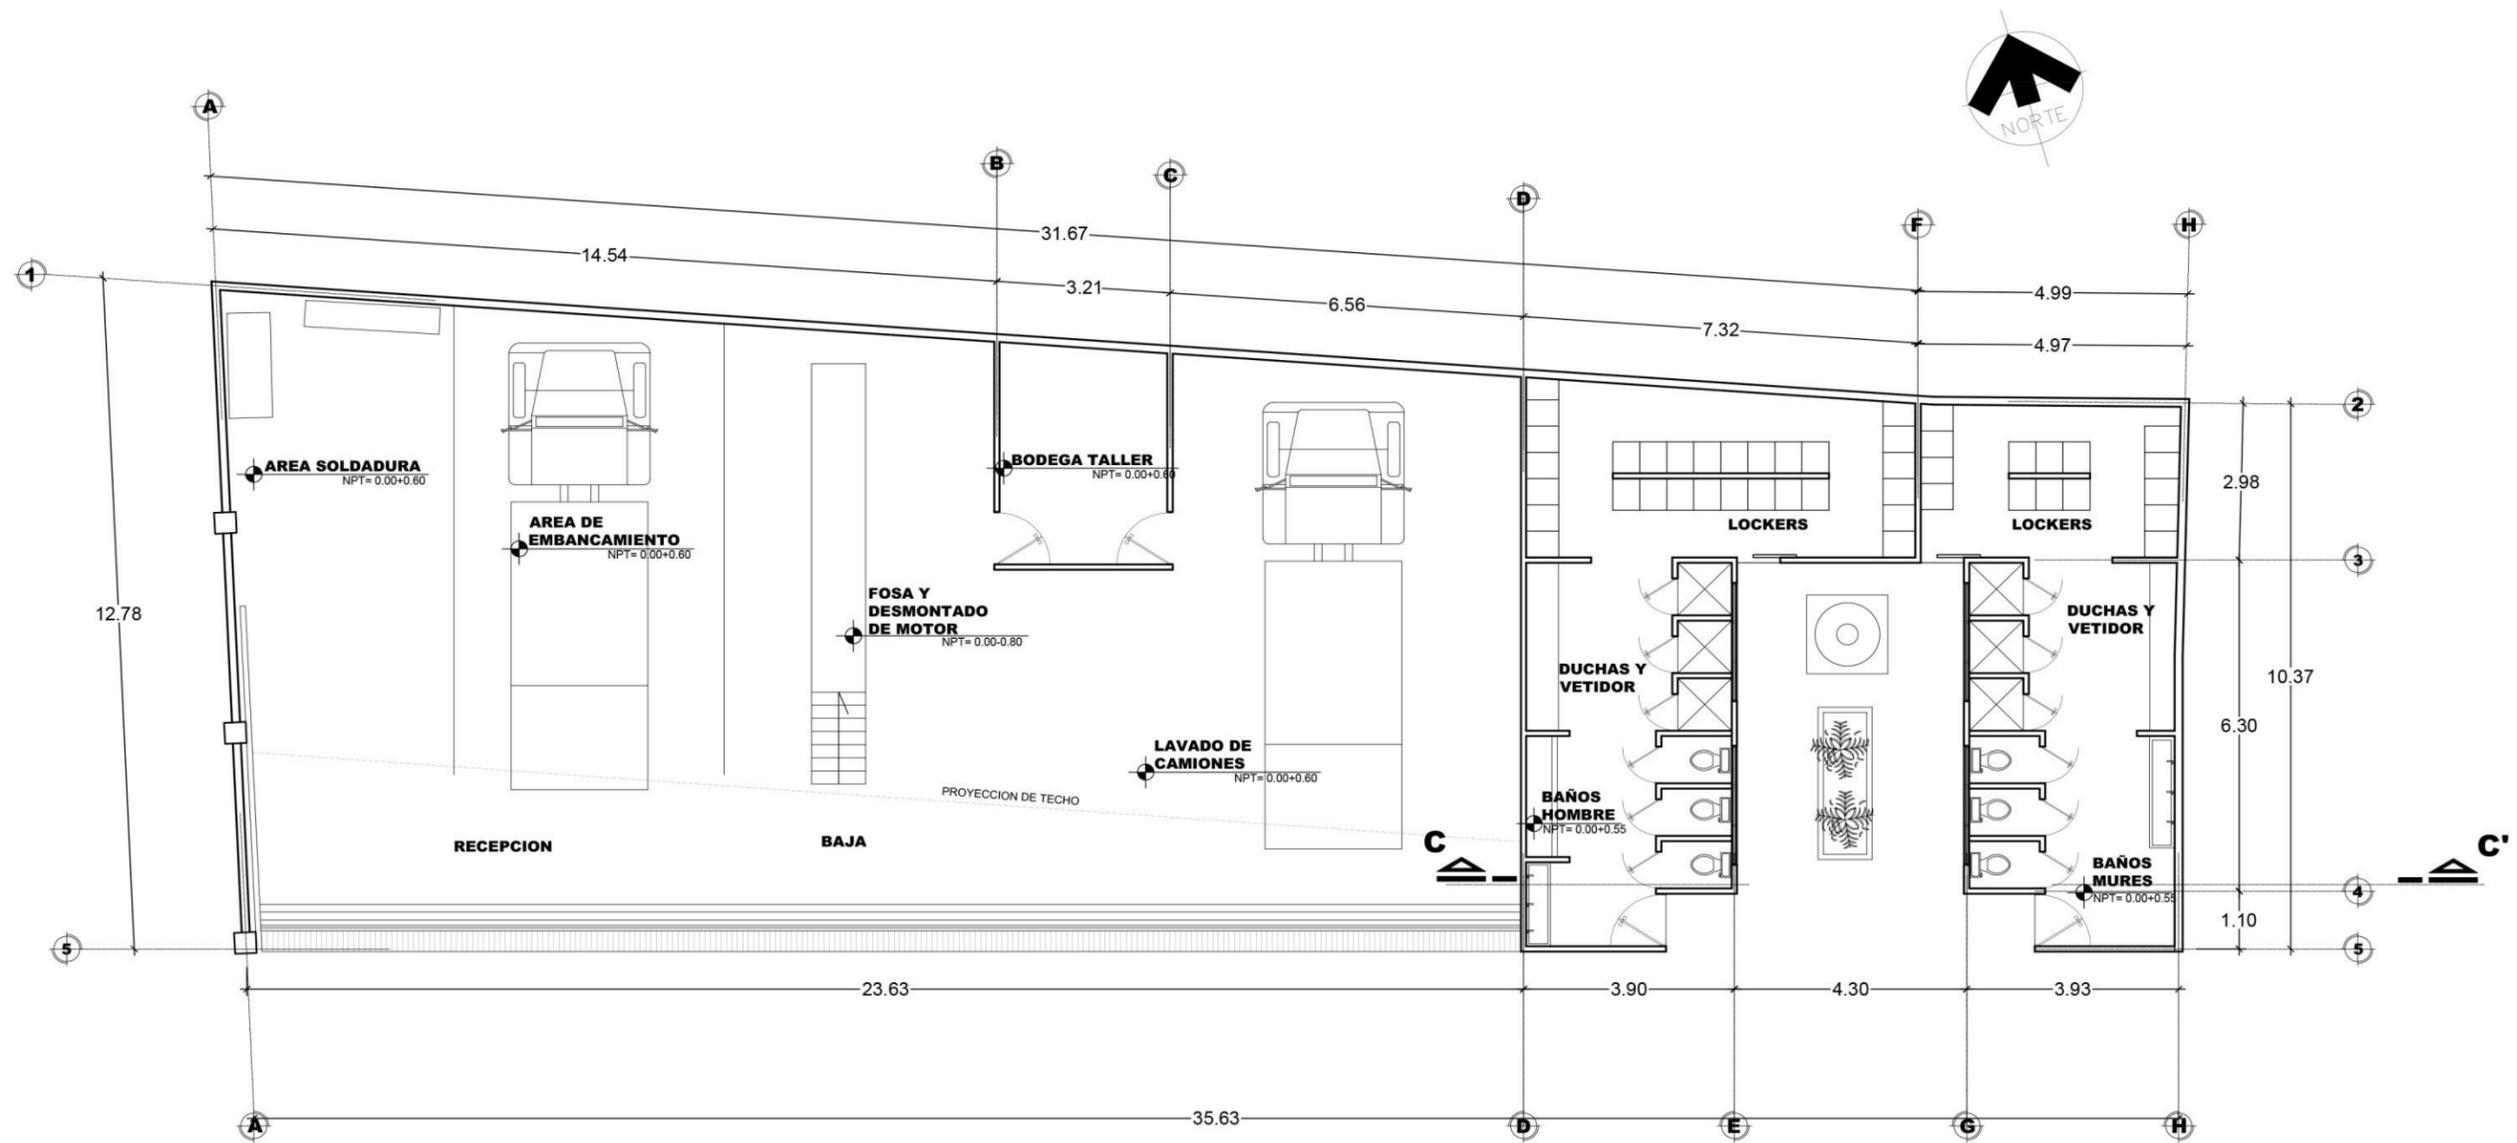 NORTE
A
B
C
D
F
H
31.67
14.54
3.21
6.56
7.32
4.99
4.97
1
2
12.78
AREA SOLDADURA
NPT= 0.00+0.60
AREA DE
EMBANCAMIENTO
NPT= 0.00+0.60
FOSA Y
DESMONTADO
DE MOTOR
NPT= 0.00-0.80
BODEGA TALLER
NPT= 0.00+0.60
LAVADO DE
CAMIONES
NPT= 0.00+0.60
PROYECCION DE TECHO
RECEPCION
BAJA
LOCKERS
LOCKERS
2.98
3
DUCHAS Y
VETIDOR
DUCHAS Y
VETIDOR
10.37
6.30
BAÑOS
HOMBRE
NPT= 0.00+0.55
C
BAÑOS
MURES
NPT= 0.00+0.55
C'
4
1.10
5
5
23.63
3.90
4.30
3.93
35.63
A
D
E
G
H